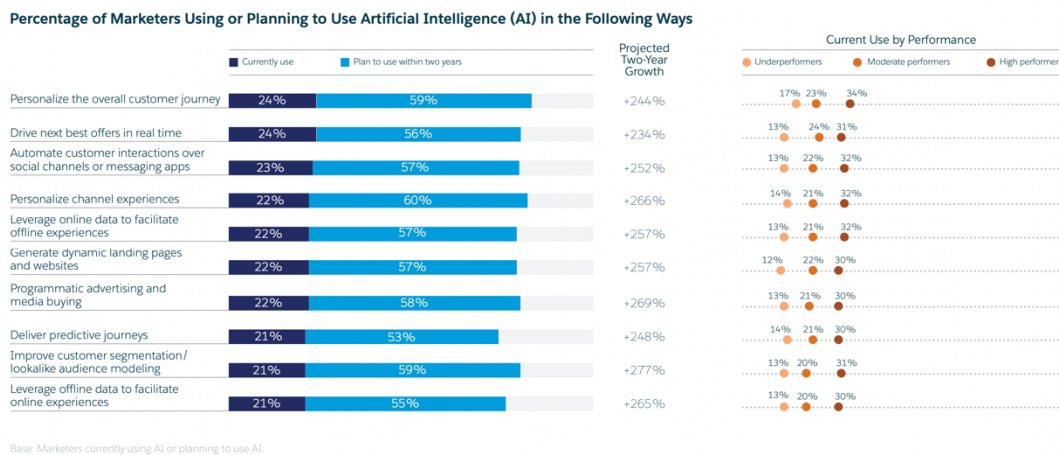 Percentage of Marketers Using or Planning to Use Artificial Intelligence (AI) in the Following Ways
Currently use
Plan to use within two years
Projected
Two-Year
Growth
Current Use by Performance
Underperformers
Moderate performers
High performer
Personalize the overall customer journey
24%
59%
+244%
17%
23%
34%
Drive next best offers in real time
24%
56%
+234%
13%
24%
31%
Automate customer interactions over
social channels or messaging apps
23%
57%
+252%
13%
22%
32%
Personalize channel experiences
22%
60%
+266%
14%
21%
32%
Leverage online data to facilitate
offline experiences
22%
57%
+257%
13%
21%
32%
Generate dynamic landing pages
and websites
22%
57%
+257%
12%
22%
30%
Programmatic advertising and
media buying
22%
58%
+269%
13%
21%
30%
Deliver predictive journeys
21%
53%
+248%
14%
21%
30%
Improve customer segmentation/
lookalike audience modeling
21%
59%
+277%
13%
20%
31%
Leverage offline data to facilitate
online experiences
21%
55%
+265%
13%
20%
30%
Base: Marketers currently using AI or planning to use AI.